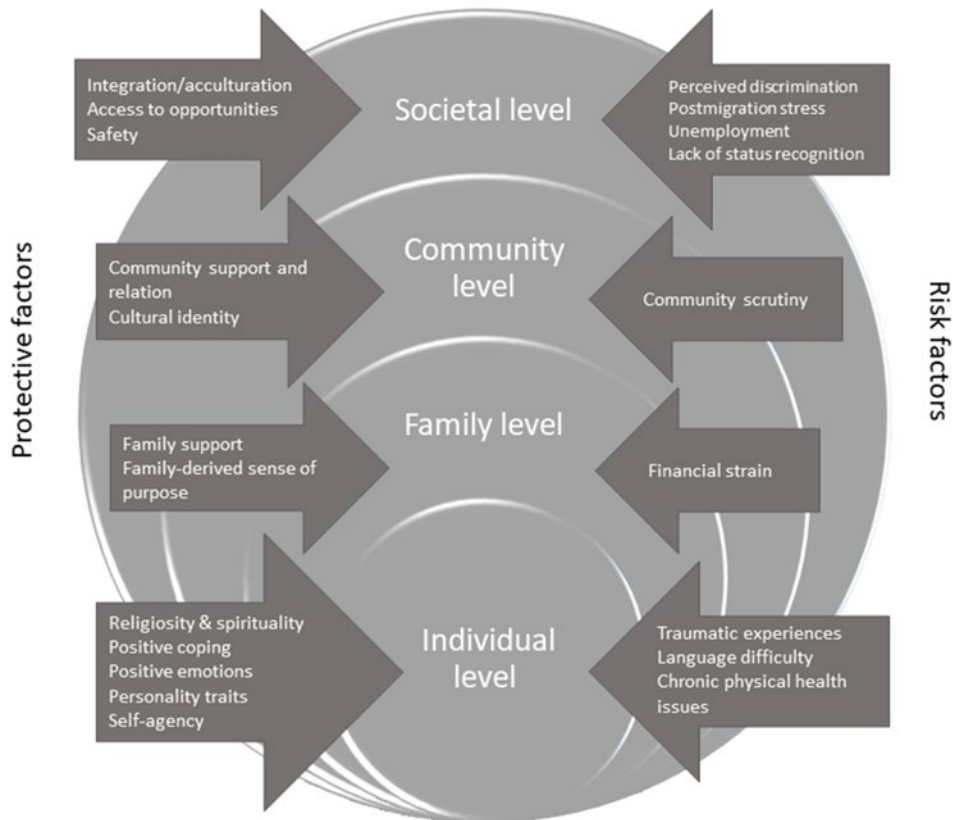 Protective factors
Integration/acculturation
Access to opportunities
Safety
Societal level
Perceived discrimination
Postmigration stress
Unemployment
Lack of status recognition
Community support and
relation
Cultural identity
Community
level
Community scrutiny
Family support
Family-derived sense of
purpose
Family level
Financial strain
Religiosity & spirituality
Positive coping
Positive emotions
Personality traits
Self-agency
Individual
level
Traumatic experiences
Language difficulty
Chronic physical health
issues
Risk factors